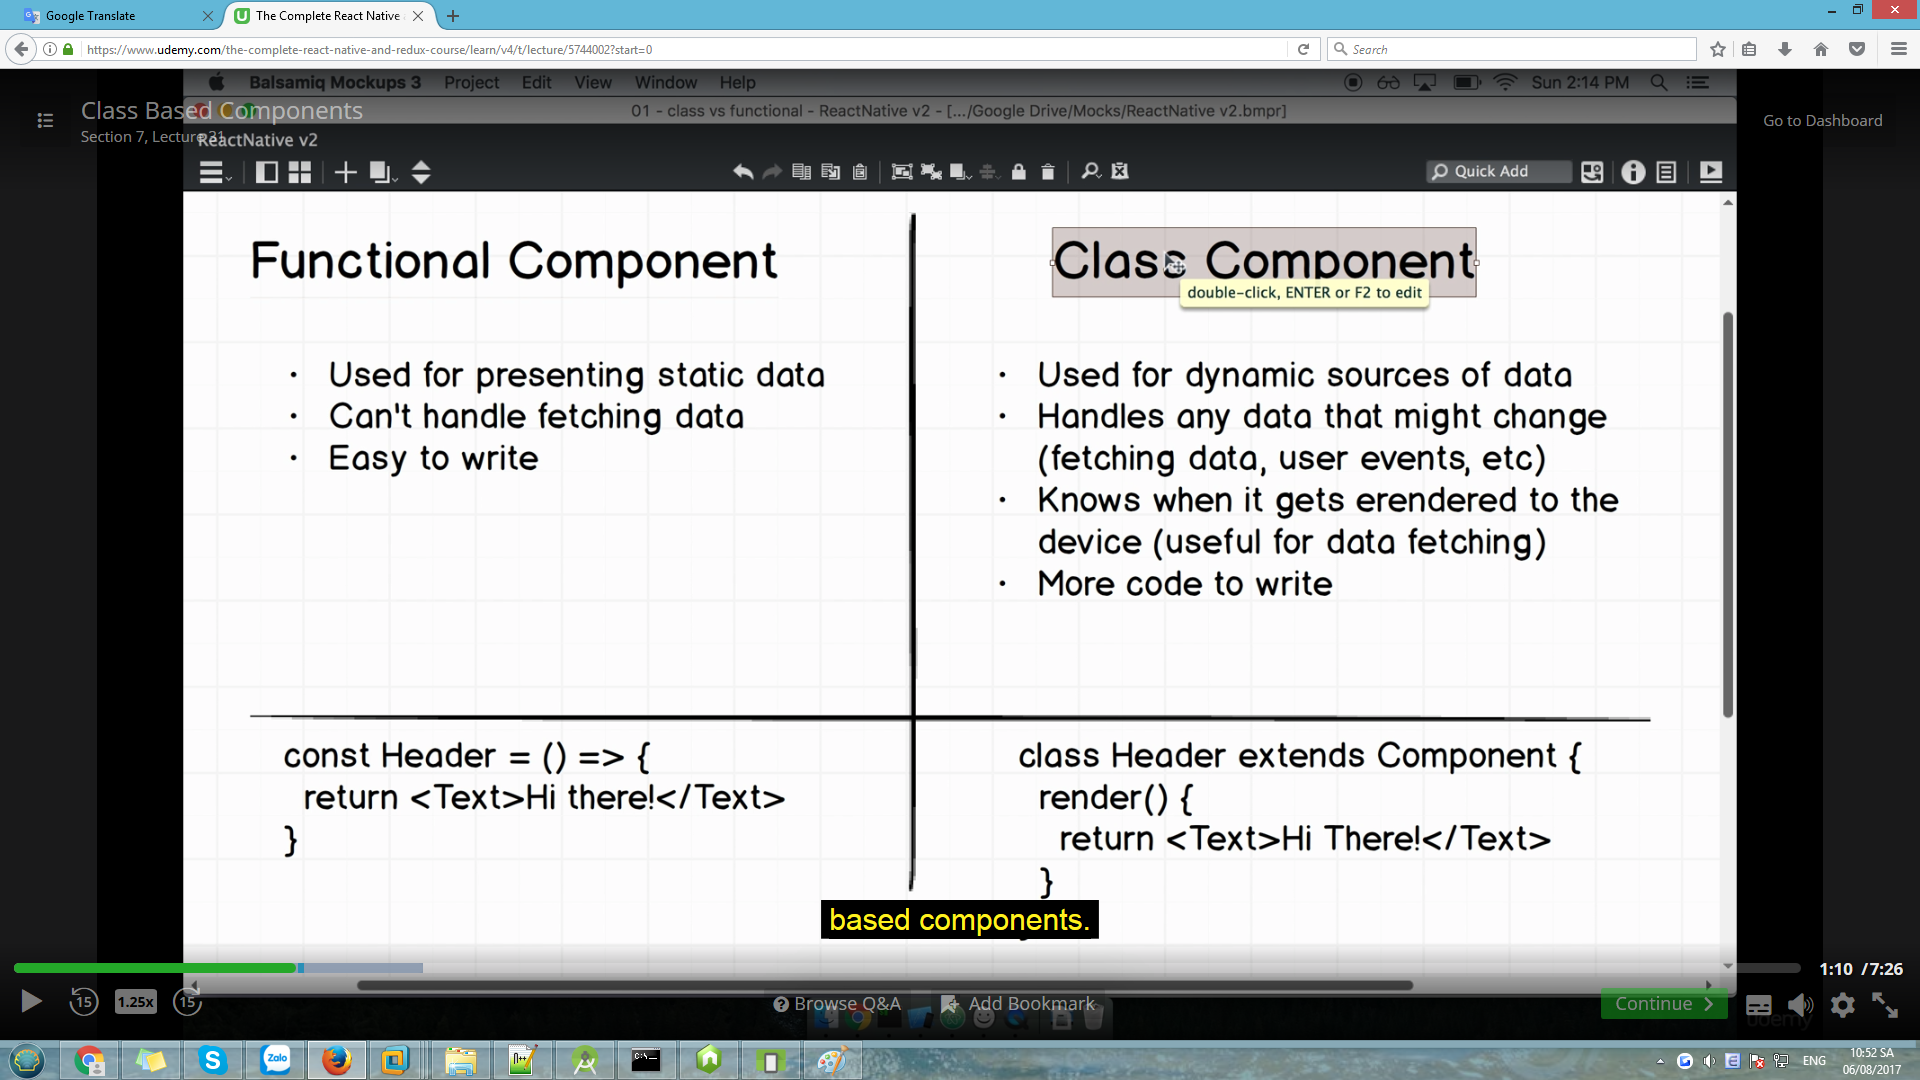 Google Translate
The Complete React Native
https://www.udemy.com/the-complete-react-native-and-redux-course/learn/v4/t/lecture/5744002?start=0
Search
Balsamiq Mockups 3 Project Edit View Window Help
Sun 2:14 PM
Class Based Components
Section 7, Lecture 31
Go to Dashboard
01 - class vs functional - ReactNative v2 - [.../Google Drive/Mocks/ReactNative v2.bmpr]
ReactNative v2
Quick Add
Functional Component
Class Component
double-click, ENTER or F2 to edit
· Used for presenting static data
· Can't handle fetching data
· Easy to write
· Used for dynamic sources of data
· Handles any data that might change
(fetching data, user events, etc)
· Knows when it gets erendered to the
device (useful for data fetching)
· More code to write
const Header = () => {
return <Text>Hi there!</Text>
}
class Header extends Component {
render() {
return <Text>Hi There!</Text>
}
based components.
1:10 /7:26
15
1.25x
15
Browse Q&A
Add Bookmark
Continue
udemy
Zalo
ENG
10:52 SA
06/08/2017